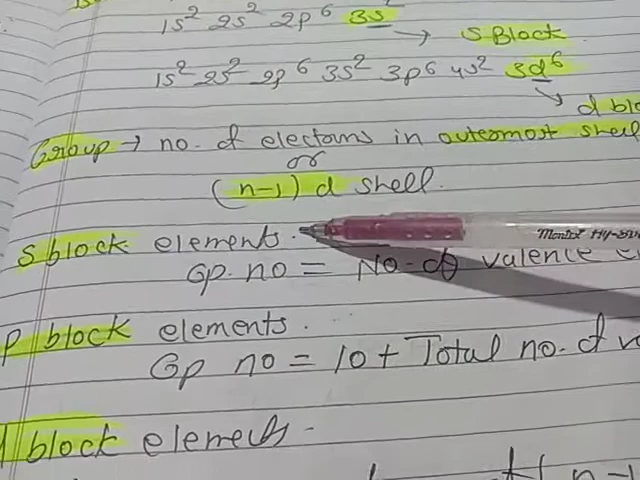 1s² 2s² 2p⁶ 3s
→ S Block
1s² 2s² 2p⁶ 3s² 3p⁶ 4s² 3d⁶
↘ d blo
Group → no. of electorns in outermost shell
or
(n-1) d shell.
S block elements.
Gp. no = No. of valence
P block elements.
Gp no = 10 + Total no. of v
block elements.